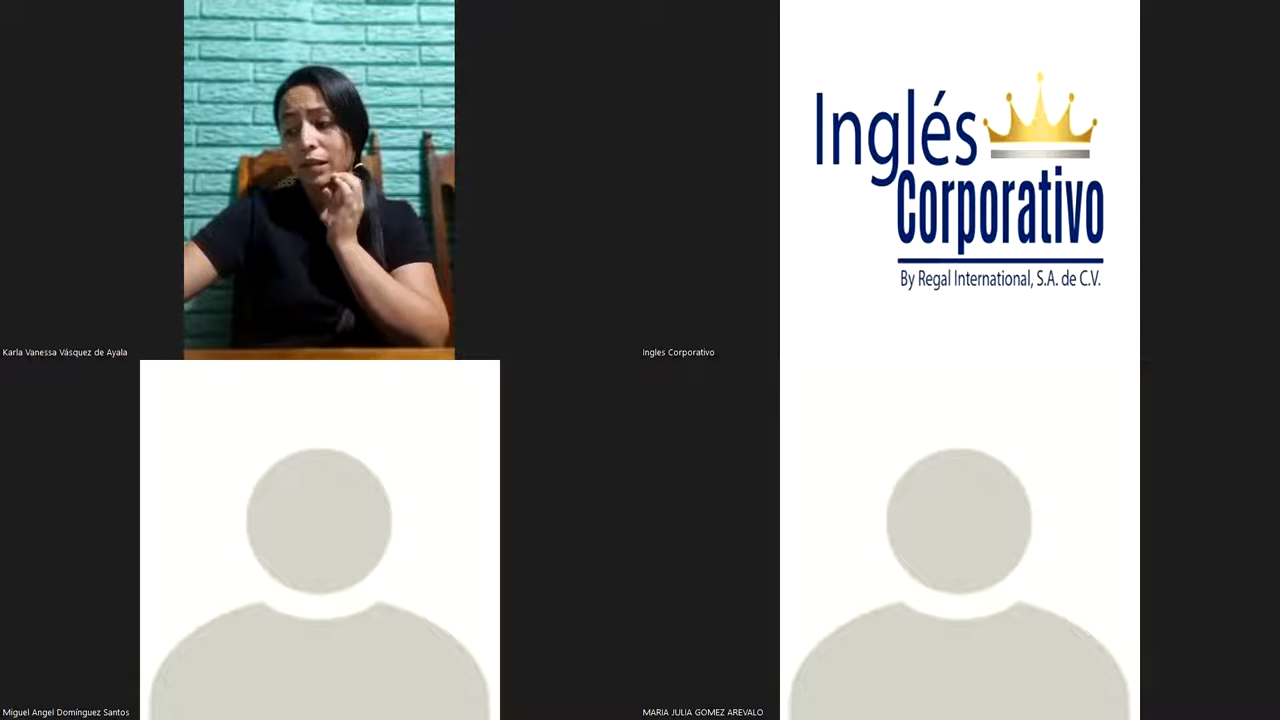 Inglés
Corporativo
By Regal International, S.A. de C.V.
Karla Vanessa Vásquez de Ayala
Ingles Corporativo
Miguel Angel Domínguez Santos
MARIA JULIA GOMEZ AREVALO